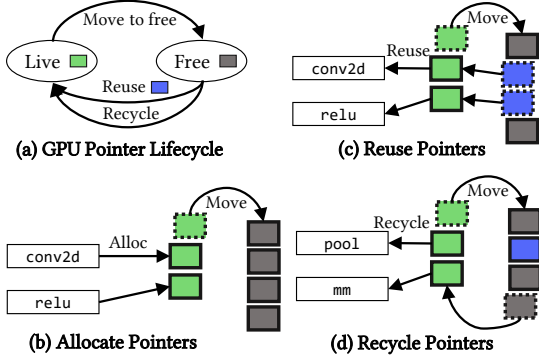 Move to free
Live
Free
Reuse
Recycle
(a) GPU Pointer Lifecycle
Move
Reuse
conv2d
relu
(c) Reuse Pointers
Move
Alloc
conv2d
relu
(b) Allocate Pointers
Move
Recycle
pool
mm
(d) Recycle Pointers